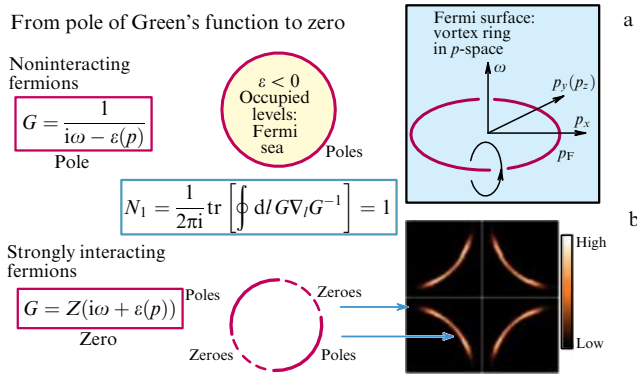 From pole of Green's function to zero
a
Noninteracting
fermions
G = 1/(iω − ε(p))
Pole
ε < 0
Occupied
levels:
Fermi
sea
Poles
Fermi surface:
vortex ring
in p-space
ω
p_y(p_z)
p_x
p_F
N_1 = 1/(2πi) tr [∮ dl G∇_l G^{−1}] = 1
b
Strongly interacting
fermions
G = Z(iω + ε(p))
Zero
Poles
Zeroes
Zeroes
Poles
High
Low